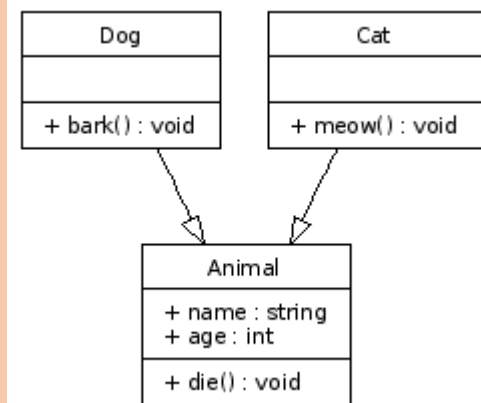 Dog
+ bark() : void
Cat
+ meow() : void
Animal
+ name : string
+ age : int
+ die() : void